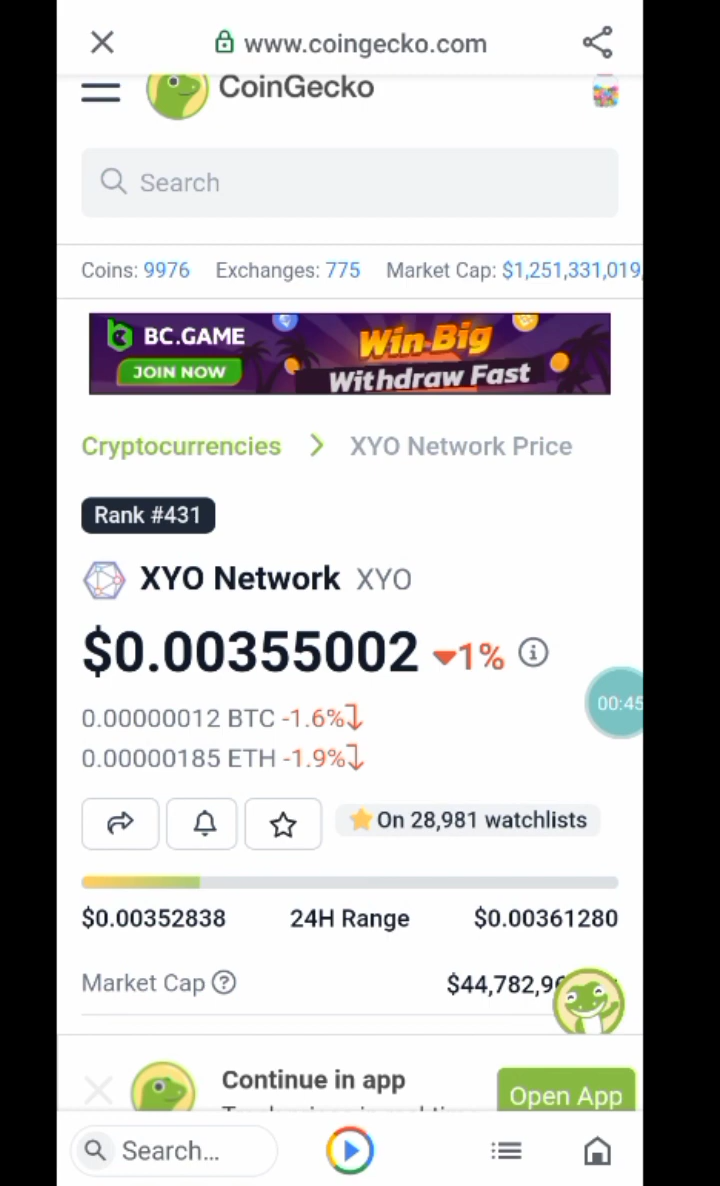 www.coingecko.com
CoinGecko
Search
Coins: 9976 Exchanges: 775 Market Cap: $1,251,331,019,
BC.GAME
JOIN NOW
Win Big
Withdraw Fast
Cryptocurrencies > XYO Network Price
Rank #431
XYO Network XYO
$0.00355002 1%
0.00000012 BTC -1.6%
0.00000185 ETH -1.9%
On 28,981 watchlists
00:45
$0.00352838 24H Range $0.00361280
Market Cap $44,782,9
Continue in app
Open App
Search...